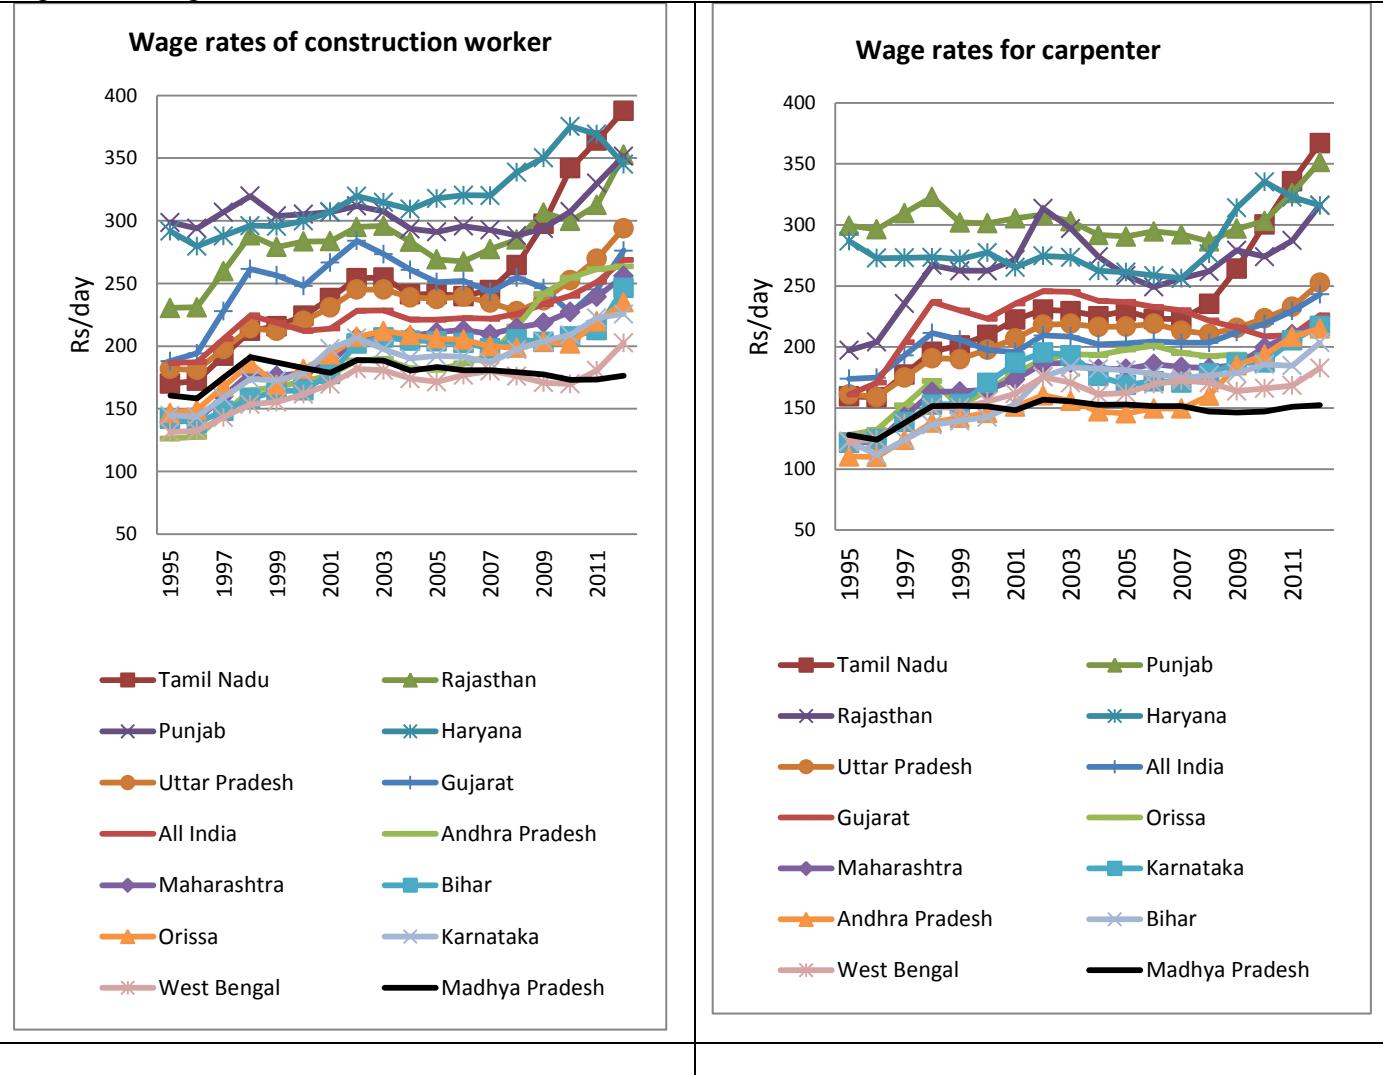 Wage rates of construction worker
400
350
300
250
200
150
100
50
Rs/day
1995
1997
1999
2001
2003
2005
2007
2009
2011
Tamil Nadu
Rajasthan
Punjab
Haryana
Uttar Pradesh
Gujarat
All India
Andhra Pradesh
Maharashtra
Bihar
Orissa
Karnataka
West Bengal
Madhya Pradesh
Wage rates for carpenter
400
350
300
250
200
150
100
50
Rs/day
1995
1997
1999
2001
2003
2005
2007
2009
2011
Tamil Nadu
Punjab
Rajasthan
Haryana
Uttar Pradesh
All India
Gujarat
Orissa
Maharashtra
Karnataka
Andhra Pradesh
Bihar
West Bengal
Madhya Pradesh